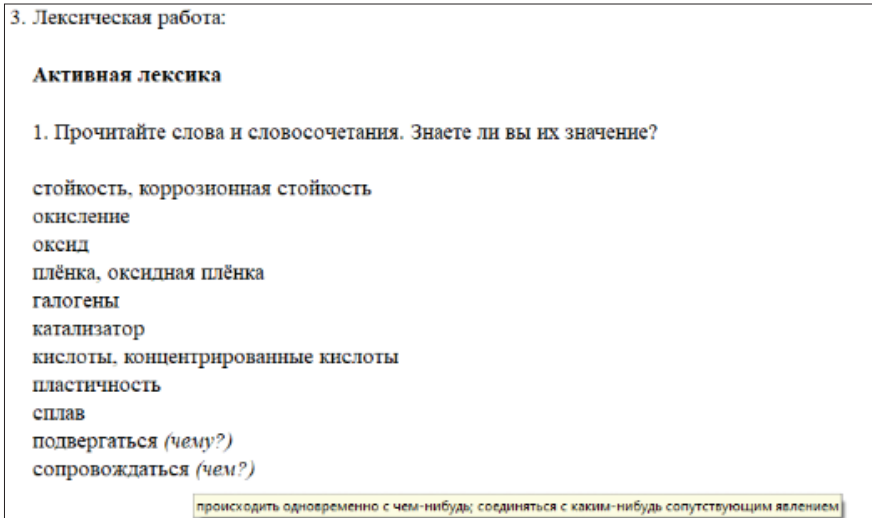 3. Лексическая работа:
Активная лексика
1. Прочитайте слова и словосочетания. Знаете ли вы их значение?
стойкость, коррозионная стойкость
окисление
оксид
плёнка, оксидная плёнка
галогены
катализатор
кислоты, концентрированные кислоты
пластичность
сплав
подвергаться (чему?)
сопровождаться (чем?)
происходить одновременно с чем-нибудь; соединяться с каким-нибудь сопутствующим явлением